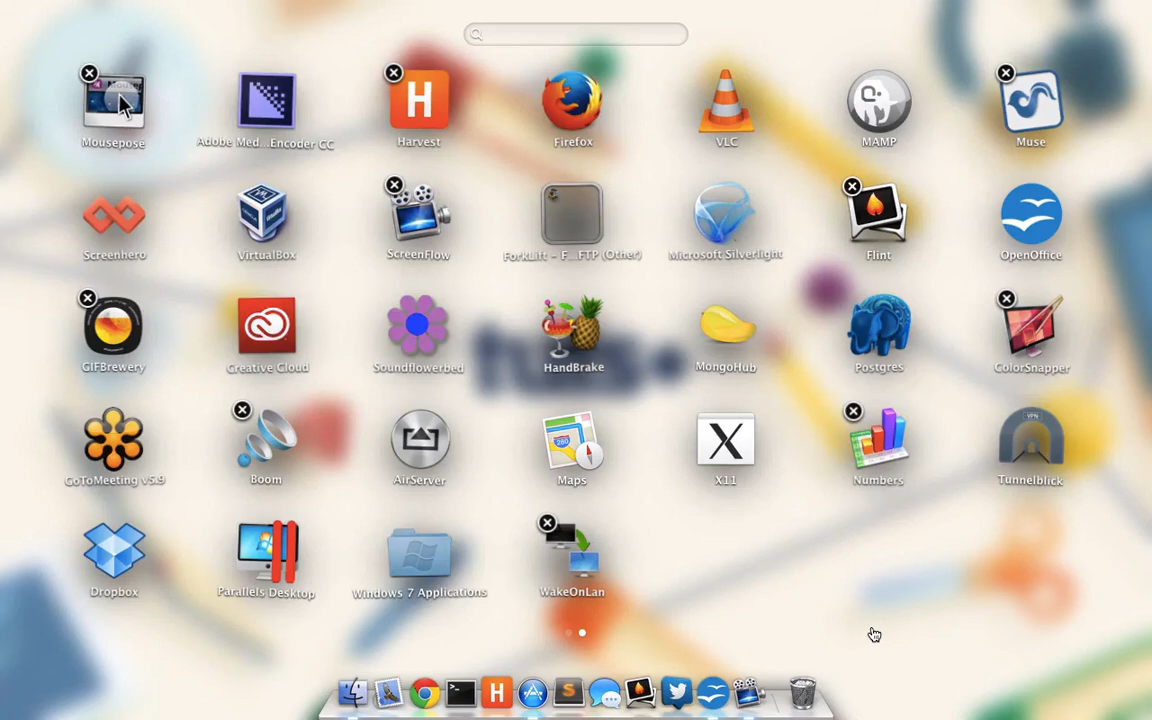 Mousepose
Adobe Med...Encoder CC
H
Harvest
Firefox
VLC
MAMP
Muse
Screenhero
VirtualBox
ScreenFlow
ForkLift - F...FTP (Other)
Microsoft Silverlight
Flint
OpenOffice
GIFBrewery
Creative Cloud
Soundflowerbed
HandBrake
MongoHub
Postgres
ColorSnapper
280
X
VPN
GoToMeeting v5.9
Boom
AirServer
Maps
X11
Numbers
Tunnelblick
Dropbox
Parallels Desktop
Windows 7 Applications
WakeOnLan
H
S